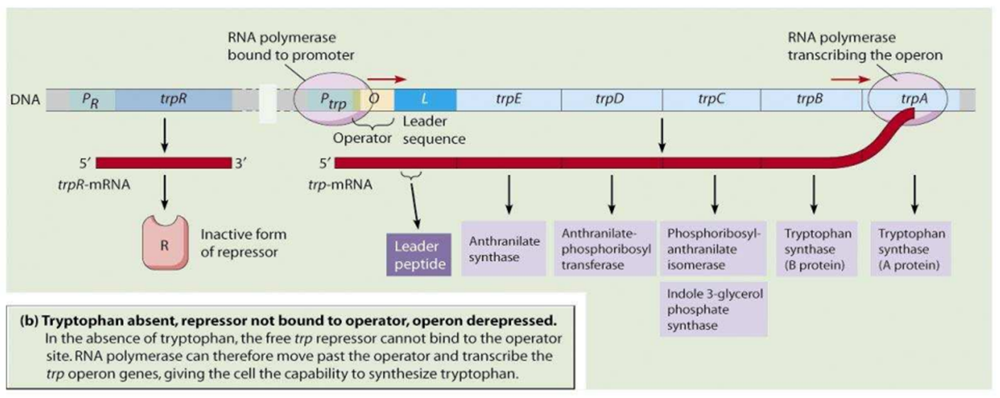 RNA polymerase
bound to promoter
RNA polymerase
transcribing the operon
DNA
PR
trpR
Ptrp
O
L
trpE
trpD
trpC
trpB
trpA
Operator
Leader
sequence
5′
3′
trpR-mRNA
5′
trp-mRNA
R
Inactive form
of repressor
Leader
peptide
Anthranilate
synthase
Anthranilate-
phosphoribosyl
transferase
Phosphoribosyl-
anthranilate
isomerase
Indole 3-glycerol
phosphate
synthase
Tryptophan
synthase
(B protein)
Tryptophan
synthase
(A protein)
(b) Tryptophan absent, repressor not bound to operator, operon derepressed.
In the absence of tryptophan, the free trp repressor cannot bind to the operator
site. RNA polymerase can therefore move past the operator and transcribe the
trp operon genes, giving the cell the capability to synthesize tryptophan.